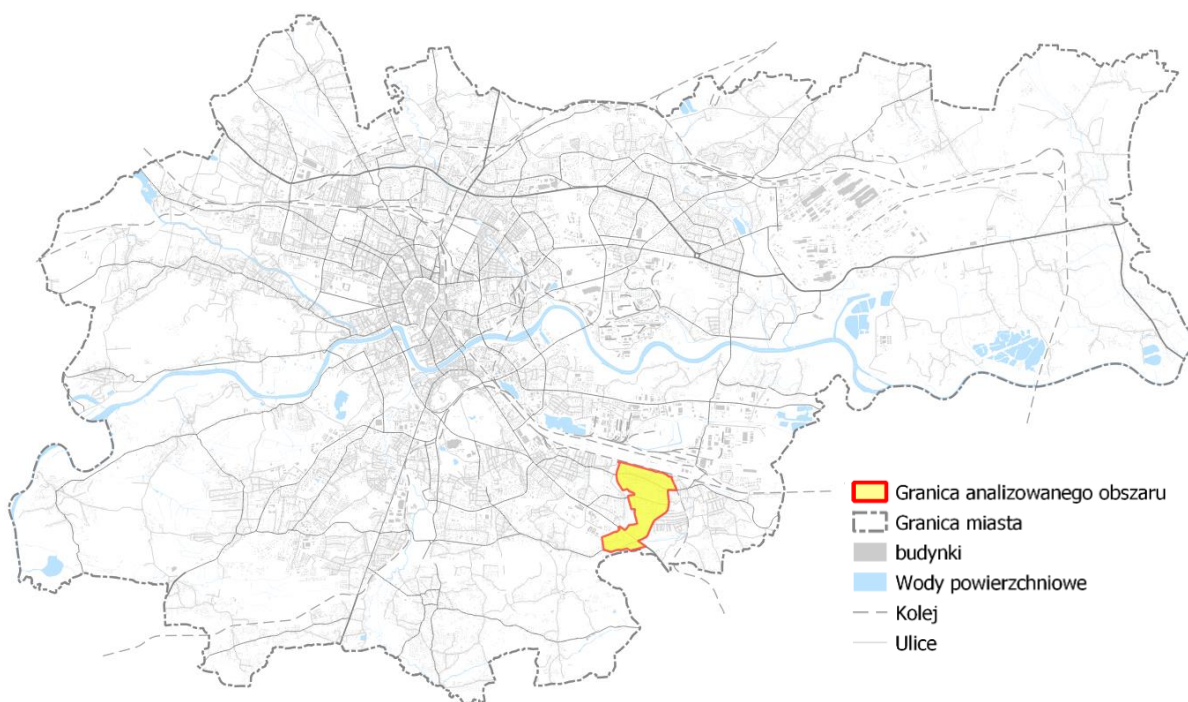 Granica analizowanego obszaru
Granica miasta
budynki
Wody powierzchniowe
Kolej
Ulice